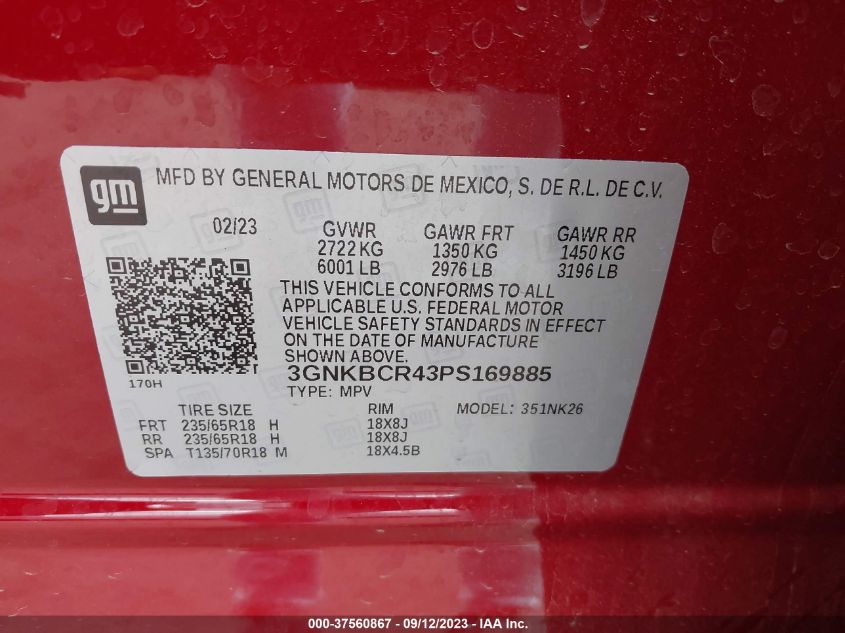 gm
MFD BY GENERAL MOTORS DE MEXICO, S. DE R.L. DE C.V.
02/23 GVWR GAWR FRT GAWR RR
2722 KG 1350 KG 1450 KG
6001 LB 2976 LB 3196 LB
THIS VEHICLE CONFORMS TO ALL
APPLICABLE U.S. FEDERAL MOTOR
VEHICLE SAFETY STANDARDS IN EFFECT
ON THE DATE OF MANUFACTURE
SHOWN ABOVE.
3GNKBCR43PS169885
170H
TYPE: MPV
TIRE SIZE RIM MODEL: 351NK26
FRT 235/65R18 H 18X8J
RR 235/65R18 H 18X8J
SPA T135/70R18 M 18X4.5B
000-37560867 - 09/12/2023 - IAA Inc.